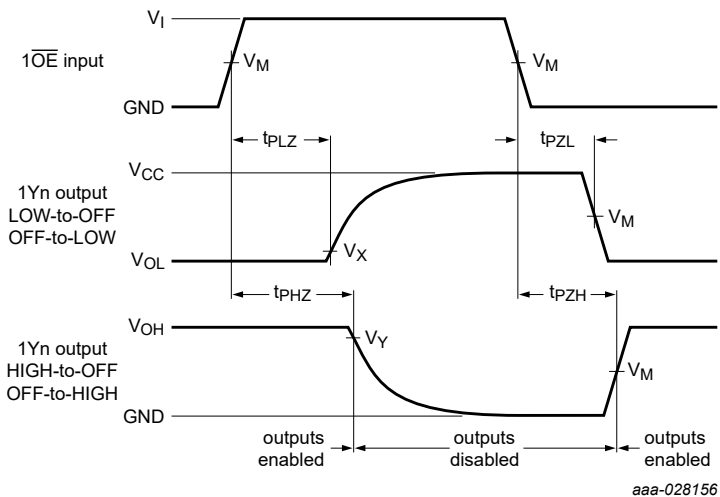 V_I
1O̅E̅ input
V_M
V_M
GND
t_PLZ
t_PZL
V_CC
1Yn output
LOW-to-OFF
OFF-to-LOW
V_M
V_X
V_OL
t_PHZ
t_PZH
V_OH
V_Y
1Yn output
HIGH-to-OFF
OFF-to-HIGH
V_M
GND
outputs
enabled
outputs
disabled
outputs
enabled
aaa-028156